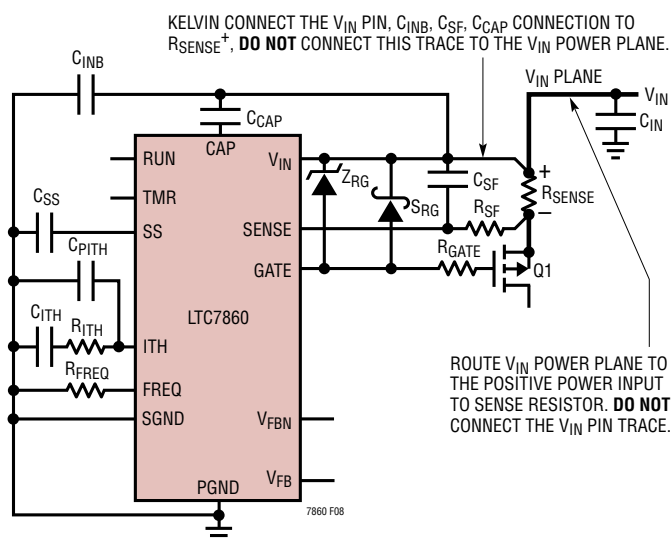 KELVIN CONNECT THE VIN PIN, CINB, CSF, CCAP CONNECTION TO
RSENSE+, DO NOT CONNECT THIS TRACE TO THE VIN POWER PLANE.
CINB
VIN PLANE
VIN
CCAP
CIN
CAP
RUN
VIN
ZRG
CSF
+
RSENSE
TMR
SRG
CSS
RSF
−
SS
SENSE
CPITH
RGATE
GATE
Q1
CITH
RITH
LTC7860
ITH
RFREQ
FREQ
SGND
VFBN
ROUTE VIN POWER PLANE TO
THE POSITIVE POWER INPUT
TO SENSE RESISTOR. DO NOT
CONNECT THE VIN PIN TRACE.
VFB
PGND
7860 F08